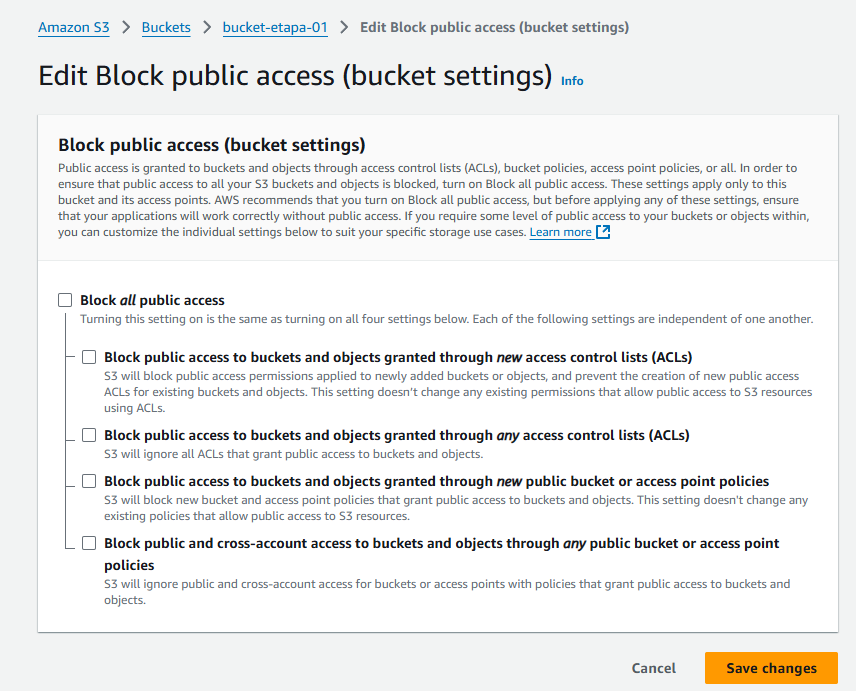 Amazon S3 > Buckets > bucket-etapa-01 > Edit Block public access (bucket settings)
Edit Block public access (bucket settings) Info
Block public access (bucket settings)
Public access is granted to buckets and objects through access control lists (ACLs), bucket policies, access point policies, or all. In order to
ensure that public access to all your S3 buckets and objects is blocked, turn on Block all public access. These settings apply only to this
bucket and its access points. AWS recommends that you turn on Block all public access, but before applying any of these settings, ensure
that your applications will work correctly without public access. If you require some level of public access to your buckets or objects within,
you can customize the individual settings below to suit your specific storage use cases. Learn more
Block all public access
Turning this setting on is the same as turning on all four settings below. Each of the following settings are independent of one another.
Block public access to buckets and objects granted through new access control lists (ACLs)
S3 will block public access permissions applied to newly added buckets or objects, and prevent the creation of new public access
ACLs for existing buckets and objects. This setting doesn't change any existing permissions that allow public access to S3 resources
using ACLs.
Block public access to buckets and objects granted through any access control lists (ACLs)
S3 will ignore all ACLs that grant public access to buckets and objects.
Block public access to buckets and objects granted through new public bucket or access point policies
S3 will block new bucket and access point policies that grant public access to buckets and objects. This setting doesn't change any
existing policies that allow public access to S3 resources.
Block public and cross-account access to buckets and objects through any public bucket or access point
policies
S3 will ignore public and cross-account access for buckets or access points with policies that grant public access to buckets and
objects.
Cancel Save changes